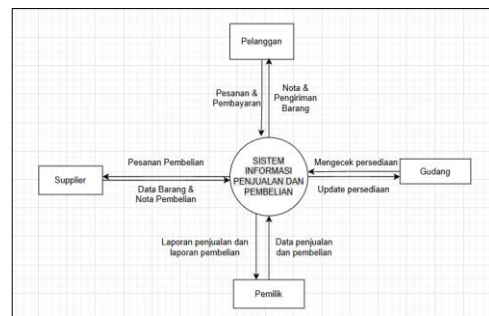 Pelanggan
Pesanan &
Pembayaran
Nota &
Pengiriman
Barang
SISTEM
INFORMASI
PENJUALAN DAN
PEMBELIAN
Pesanan Pembelian
Supplier
Data Barang &
Nota Pembelian
Mengecek persediaan
Gudang
Update persediaan
Laporan penjualan dan
laporan pembelian
Data penjualan
dan pembelian
Pemilik